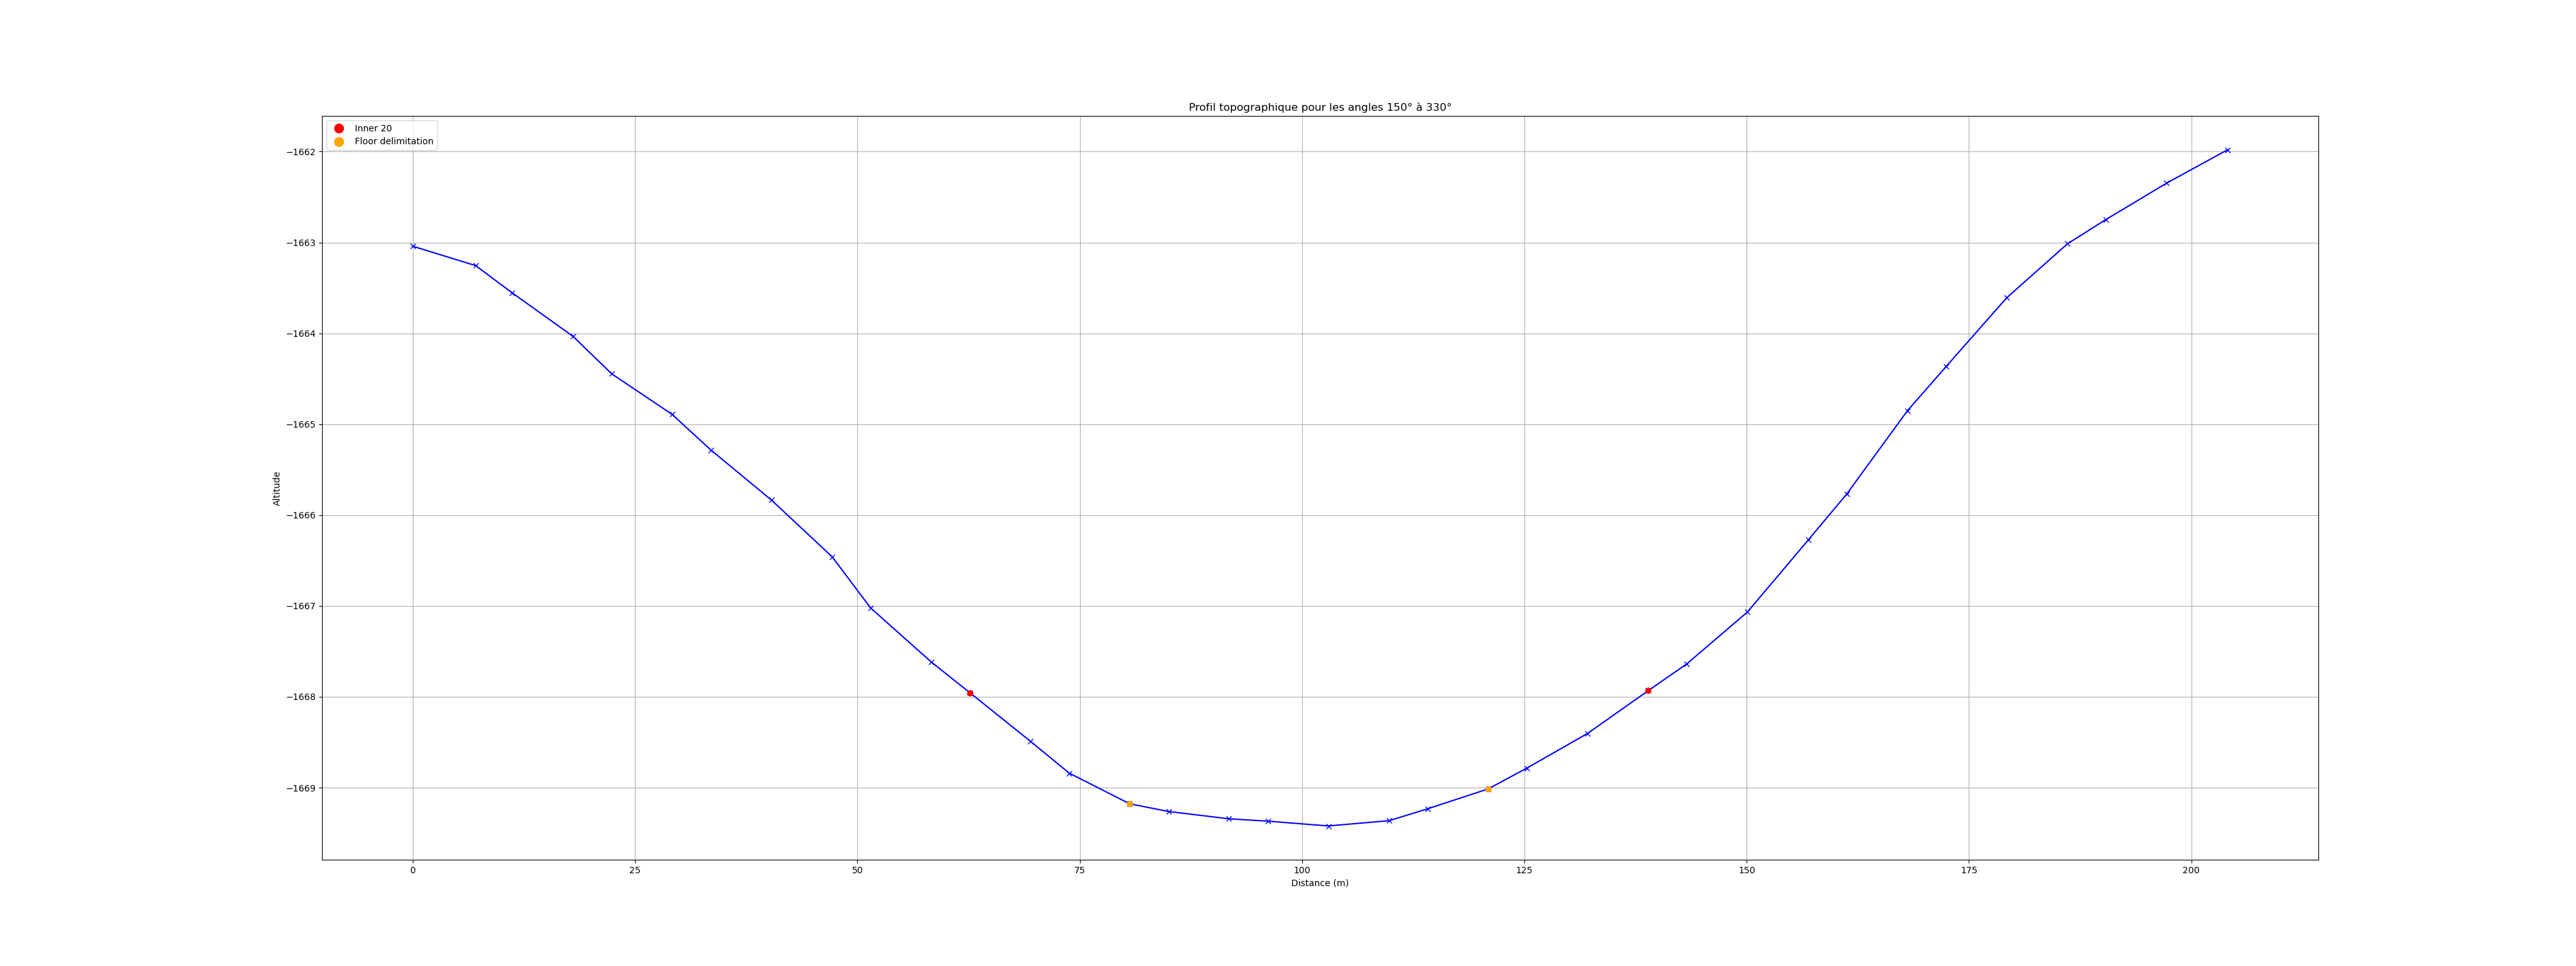 Profil topographique pour les angles 150° à 330°
Inner 20
Floor delimitation
−1662
−1663
−1664
−1665
−1666
−1667
−1668
−1669
Altitude
0 25 50 75 100 125 150 175 200
Distance (m)